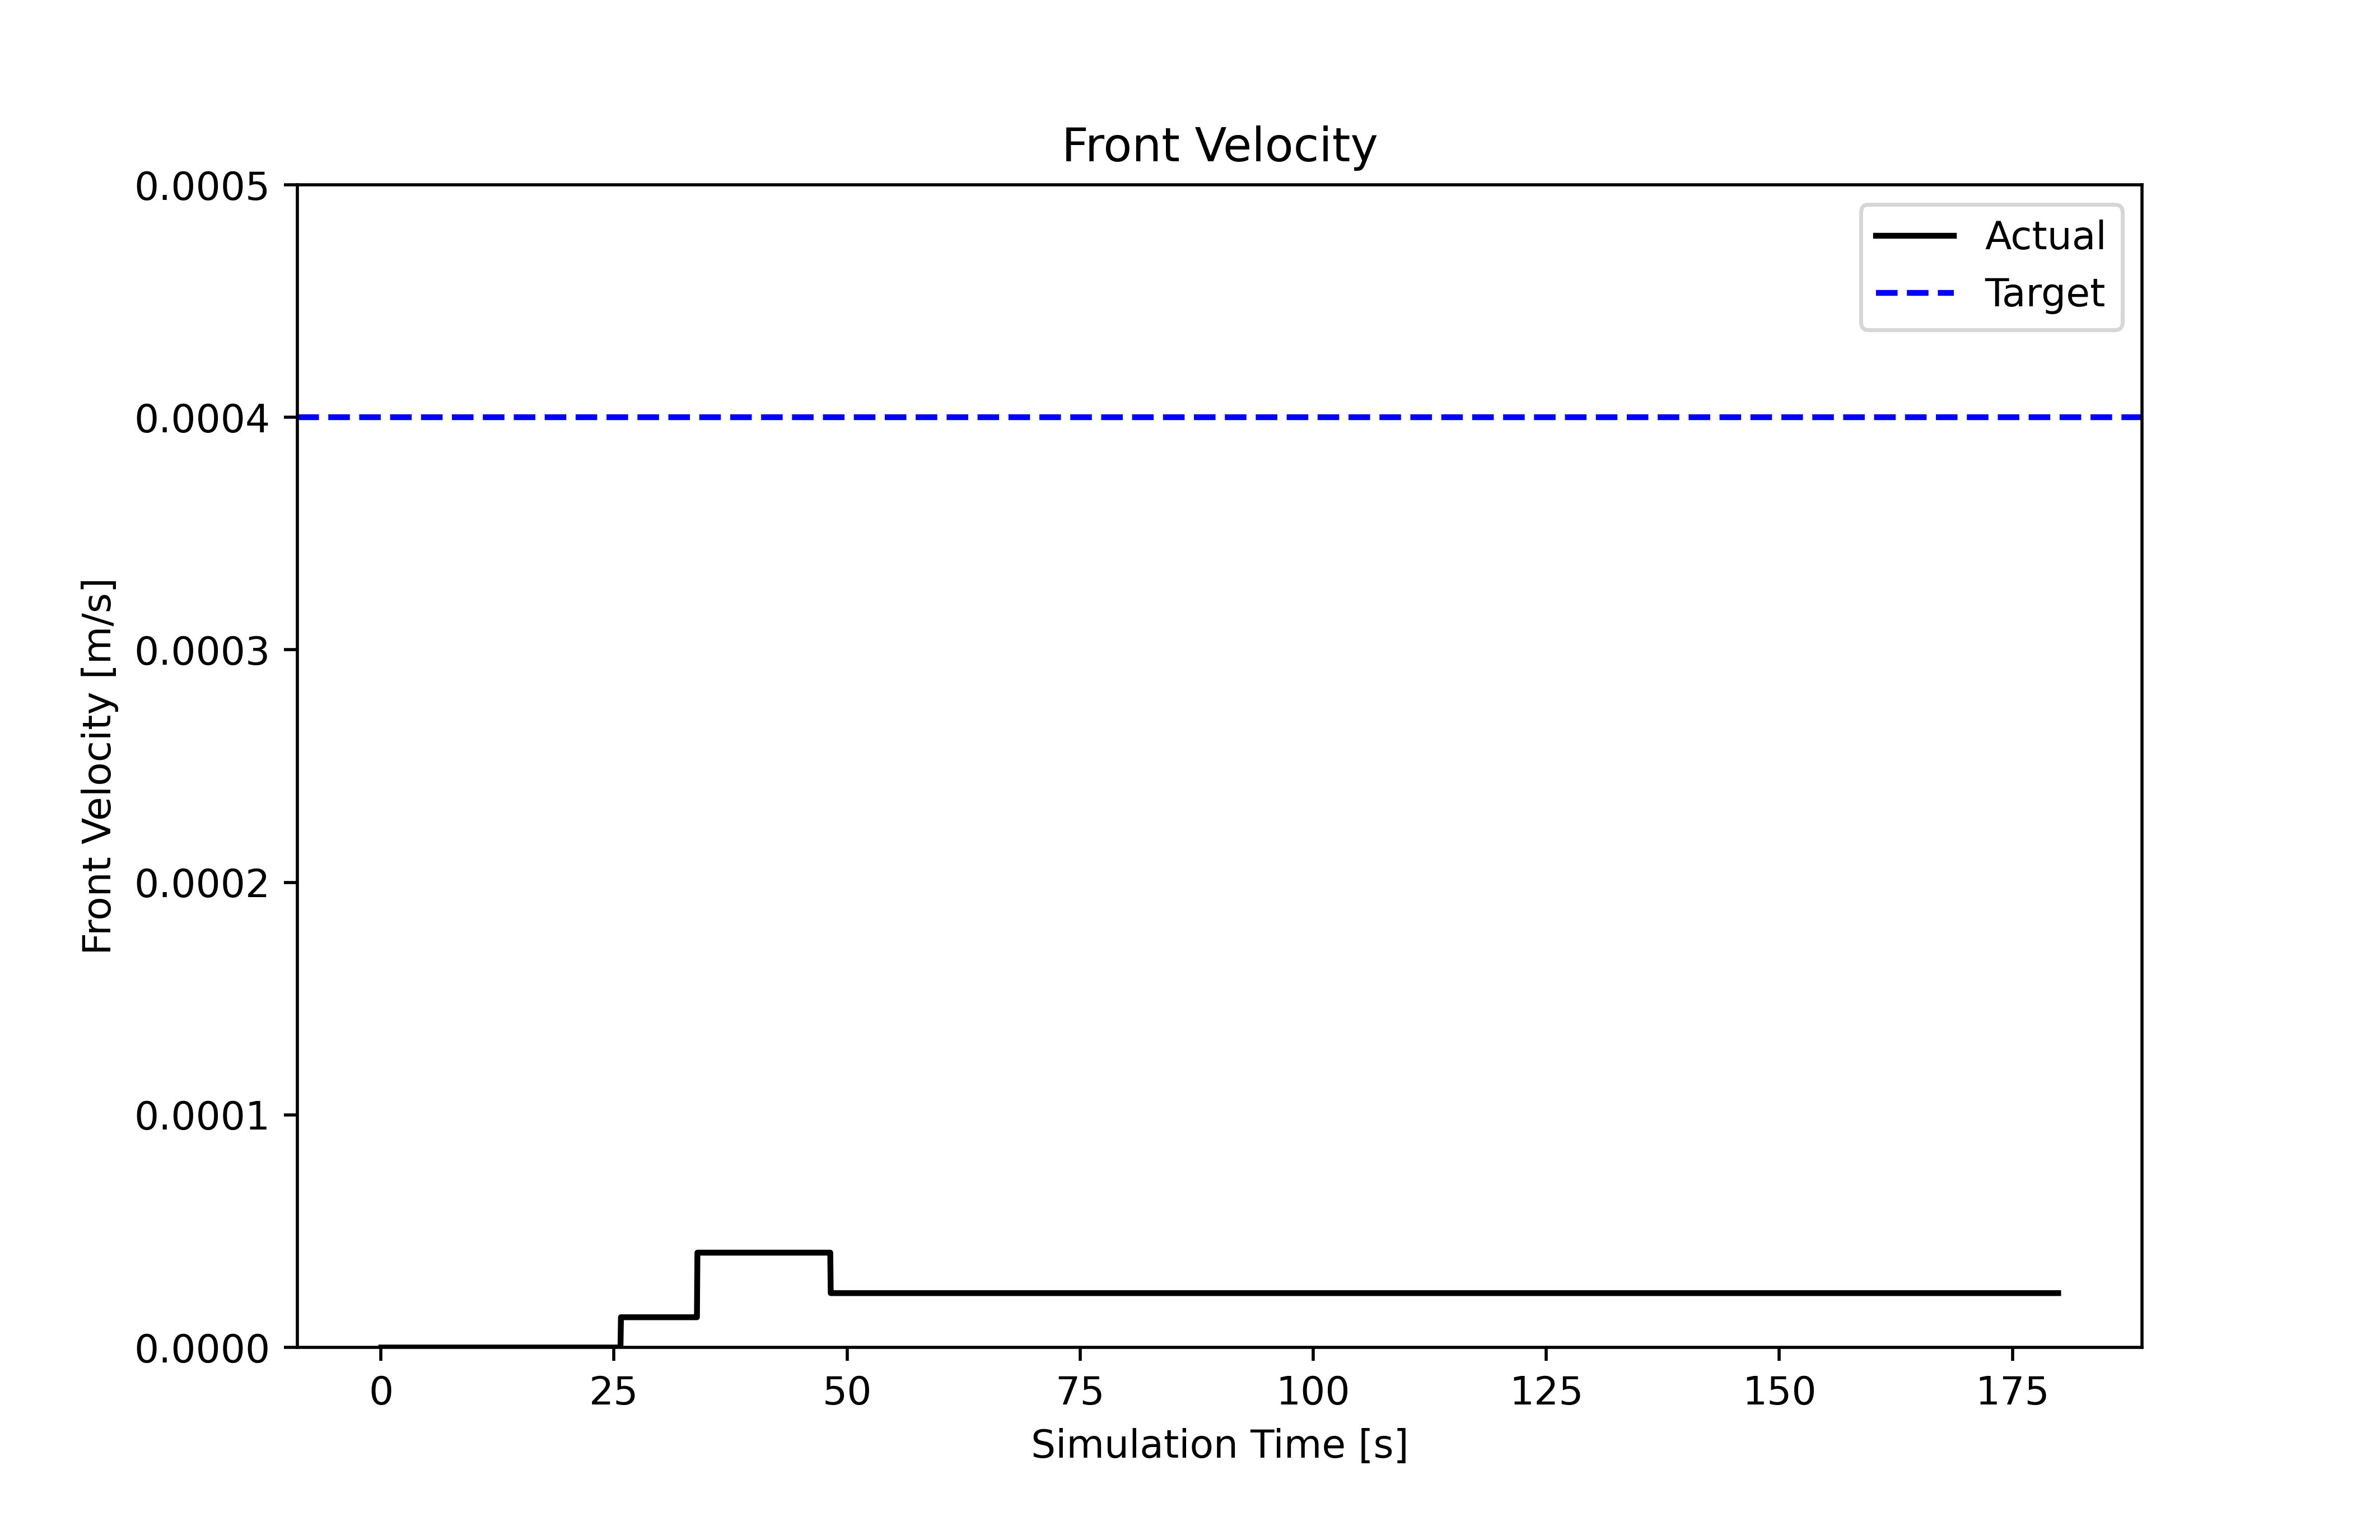 Front Velocity
0.0005
0.0004
0.0003
0.0002
0.0001
0.0000
Front Velocity [m/s]
Actual
Target
0 25 50 75 100 125 150 175
Simulation Time [s]